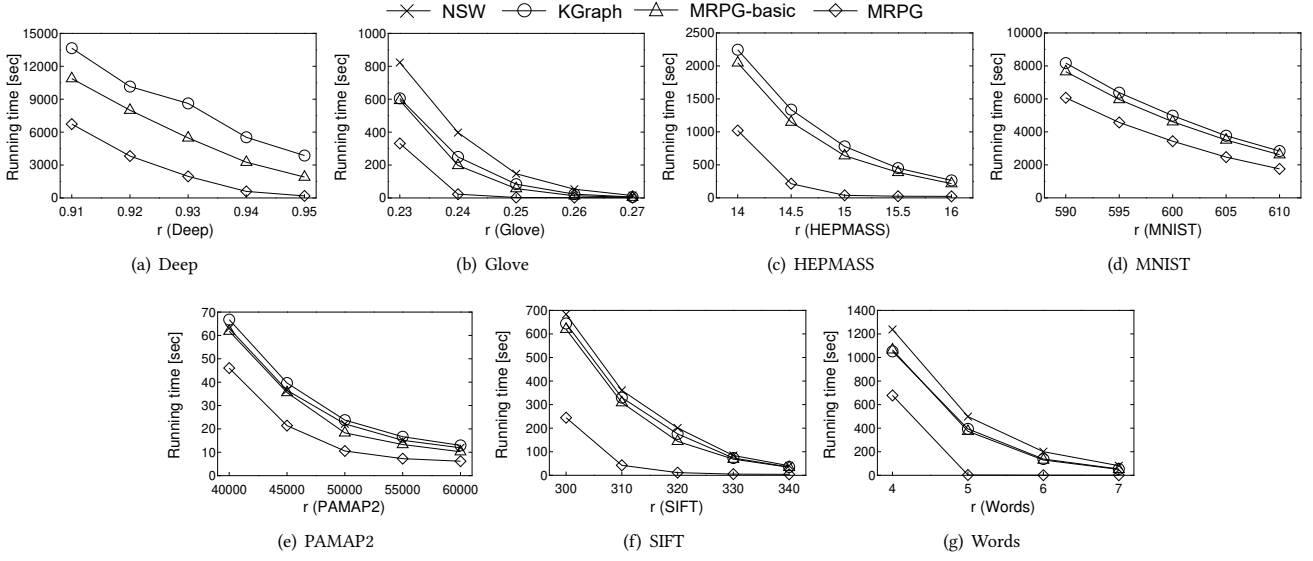 NSW KGraph MRPG-basic MRPG
Running time [sec]
15000
12000
9000
6000
3000
0
0.91 0.92 0.93 0.94 0.95
r (Deep)
(a) Deep
Running time [sec]
1000
800
600
400
200
0
0.23 0.24 0.25 0.26 0.27
r (Glove)
(b) Glove
Running time [sec]
2500
2000
1500
1000
500
0
14 14.5 15 15.5 16
r (HEPMASS)
(c) HEPMASS
Running time [sec]
10000
8000
6000
4000
2000
0
590 595 600 605 610
r (MNIST)
(d) MNIST
Running time [sec]
70
60
50
40
30
20
10
0
40000 45000 50000 55000 60000
r (PAMAP2)
(e) PAMAP2
Running time [sec]
700
600
500
400
300
200
100
0
300 310 320 330 340
r (SIFT)
(f) SIFT
Running time [sec]
1400
1200
1000
800
600
400
200
0
4 5 6 7
r (Words)
(g) Words